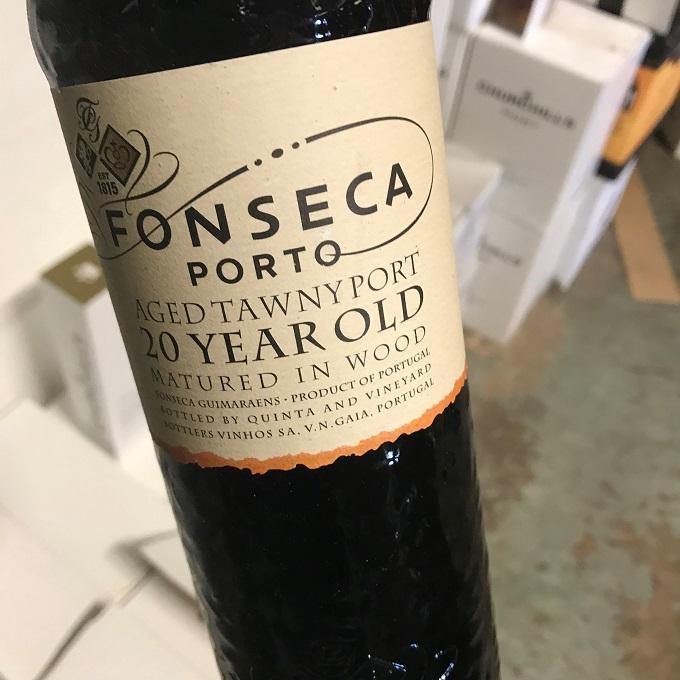 EST
1815
FONSECA
PORTO
AGED TAWNY PORT
20 YEAR OLD
MATURED IN WOOD
FONSECA GUIMARAENS · PRODUCT OF PORTUGAL
BOTTLED BY QUINTA AND VINEYARD
BOTTLERS VINHOS SA, V.N.GAIA, PORTUGAL
CHURCHILL'S